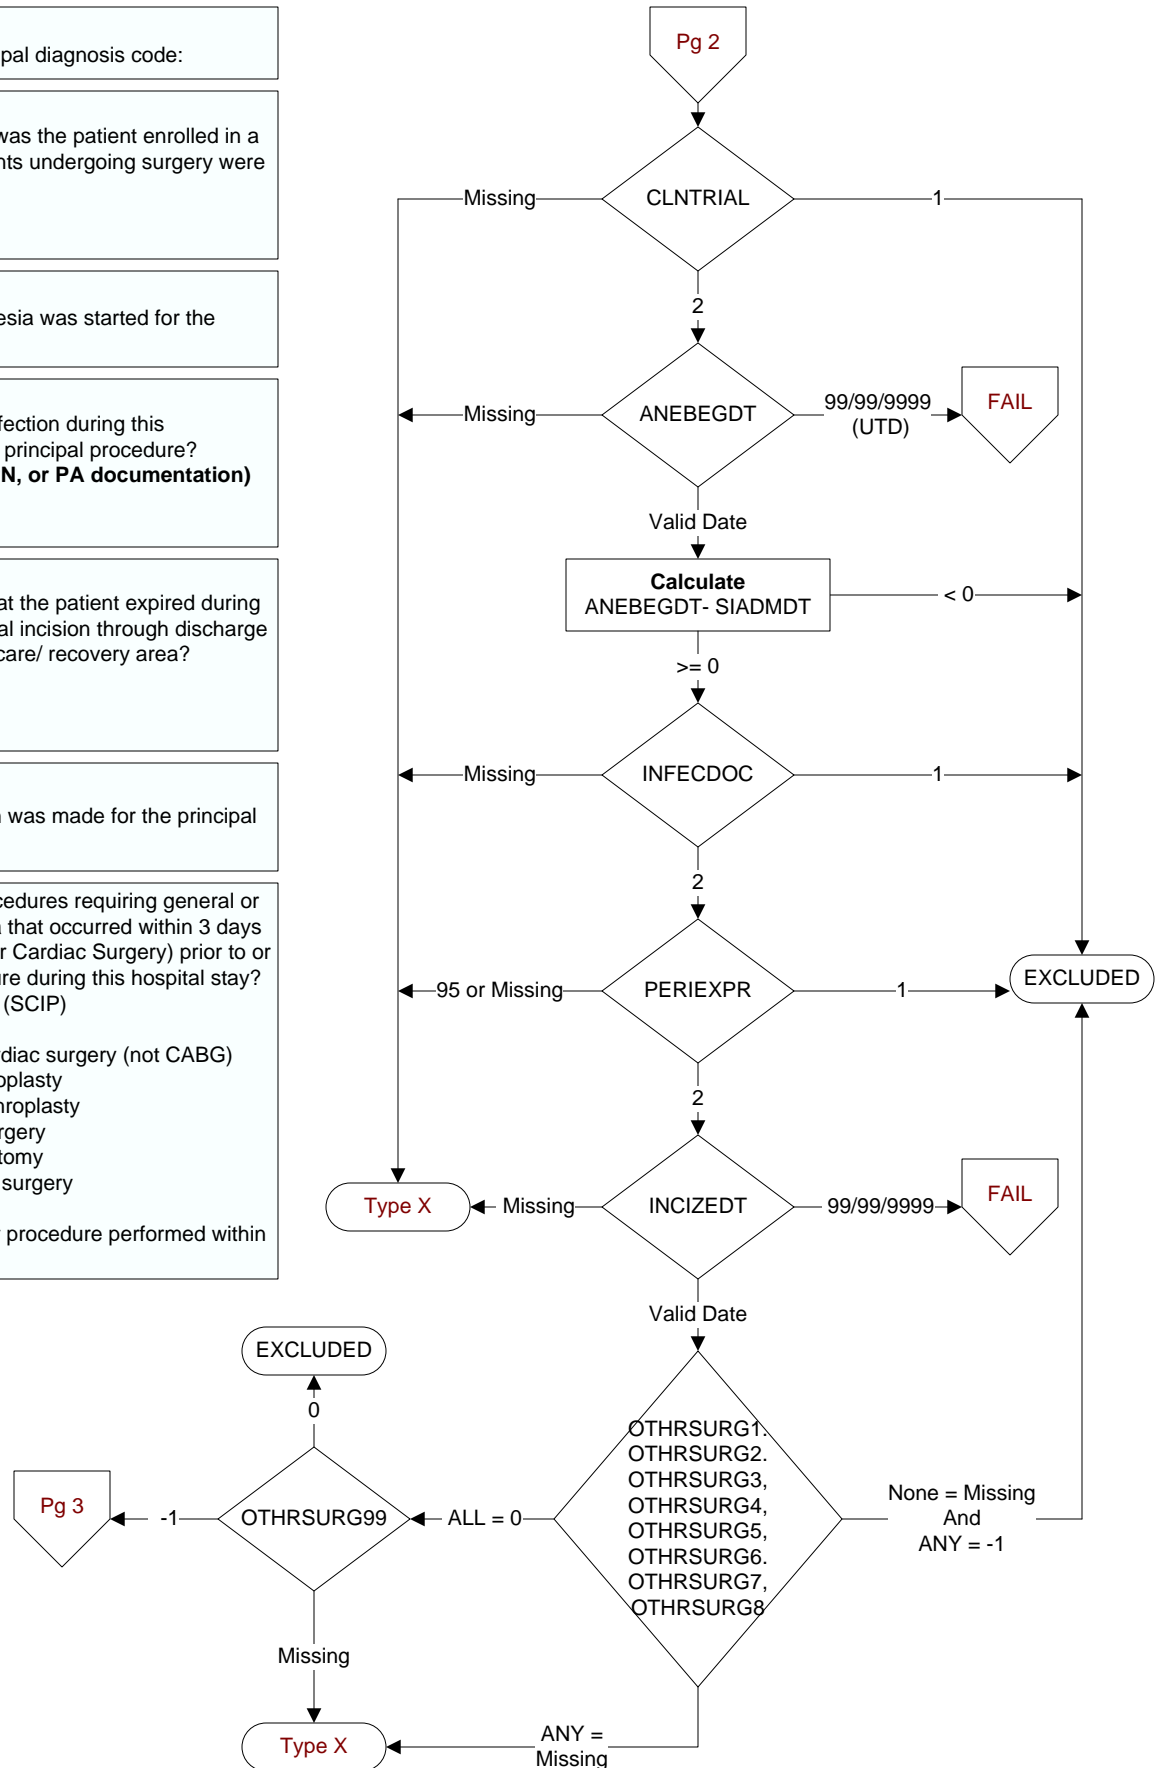 pal diagnosis code:
was the patient enrolled in a
nts undergoing surgery were
esia was started for the
fection during this
principal procedure?
N, or PA documentation)
at the patient expired during
al incision through discharge
care/ recovery area?
n was made for the principal
cedures requiring general or
a that occurred within 3 days
r Cardiac Surgery) prior to or
ure during this hospital stay?
(SCIP)
rdiac surgery (not CABG)
oplasty
hroplasty
rgery
tomy
surgery
y procedure performed within
Pg 2
Missing
CLNTRIAL
1
2
Missing
ANEBEGDT
99/99/9999
(UTD)
FAIL
Valid Date
Calculate
ANEBEGDT- SIADMDT
< 0
>= 0
Missing
INFECDOC
1
2
95 or Missing
PERIEXPR
1
EXCLUDED
2
Type X
Missing
INCIZEDT
99/99/9999
FAIL
Valid Date
EXCLUDED
0
Pg 3
-1
OTHRSURG99
ALL = 0
OTHRSURG1.
OTHRSURG2.
OTHRSURG3,
OTHRSURG4,
OTHRSURG5,
OTHRSURG6.
OTHRSURG7,
OTHRSURG8
None = Missing
And
ANY = -1
Missing
Type X
ANY =
Missing